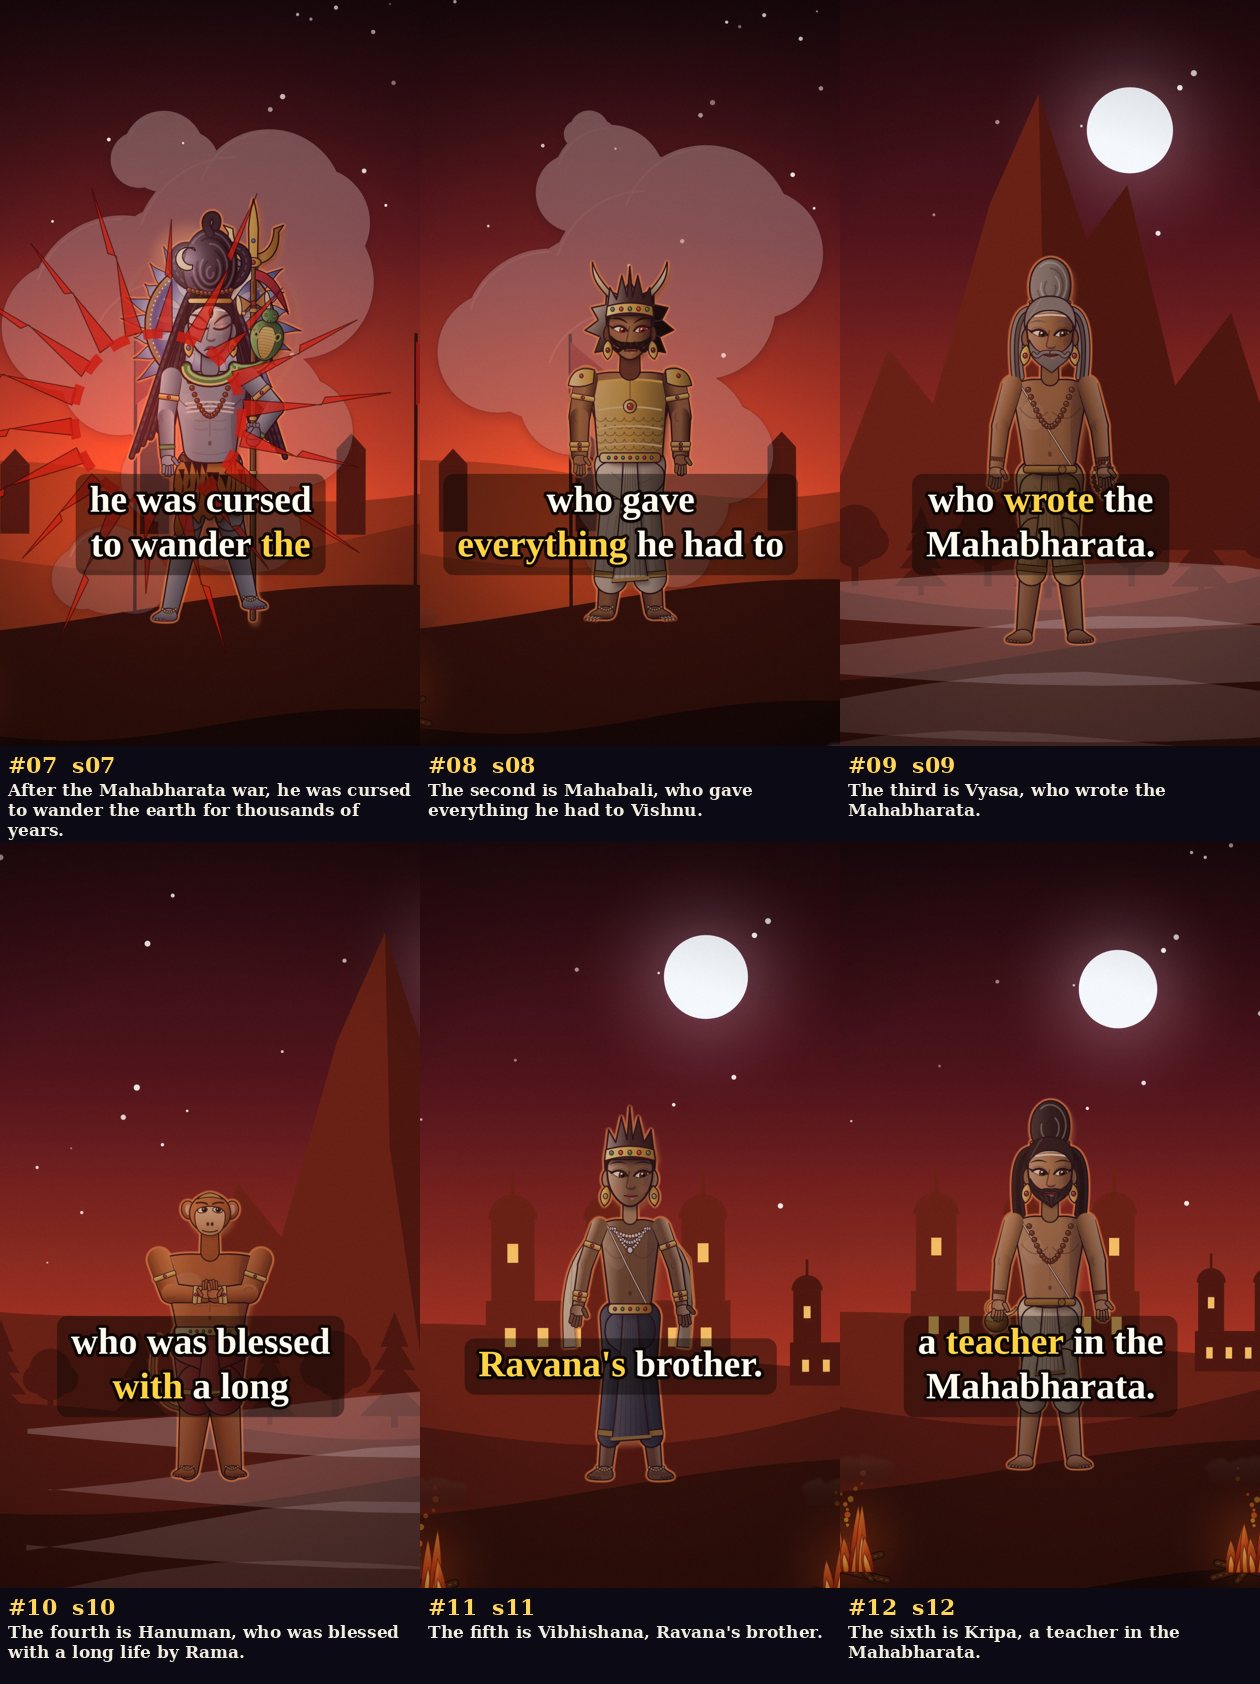 he was cursed
to wander the
who gave
everything he had to
who wrote the
Mahabharata.
#07 s07
After the Mahabharata war, he was cursed
to wander the earth for thousands of
years.
#08 s08
The second is Mahabali, who gave
everything he had to Vishnu.
#09 s09
The third is Vyasa, who wrote the
Mahabharata.
who was blessed
with a long
Ravana's brother.
a teacher in the
Mahabharata.
#10 s10
The fourth is Hanuman, who was blessed
with a long life by Rama.
#11 s11
The fifth is Vibhishana, Ravana's brother.
#12 s12
The sixth is Kripa, a teacher in the
Mahabharata.